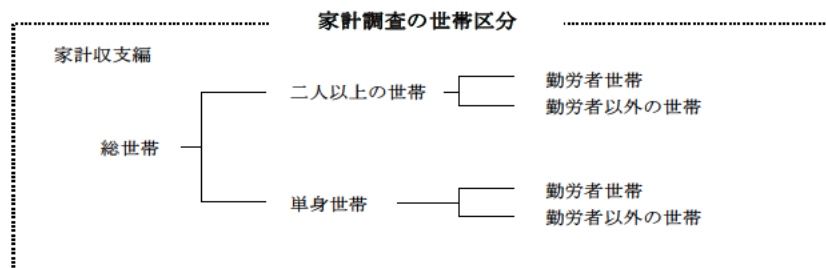 家計調査の世帯区分
家計収支編
総世帯
二人以上の世帯
勤労者世帯
勤労者以外の世帯
単身世帯
勤労者世帯
勤労者以外の世帯